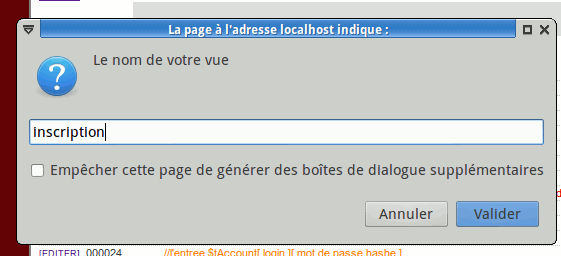 La page à l'adresse localhost indique :
Le nom de votre vue
inscription
Empêcher cette page de générer des boîtes de dialogue supplémentaires
Annuler
Valider
[EDITER] 000024 //l'entree $tAccount[ login ][ mot de passe hashe ]